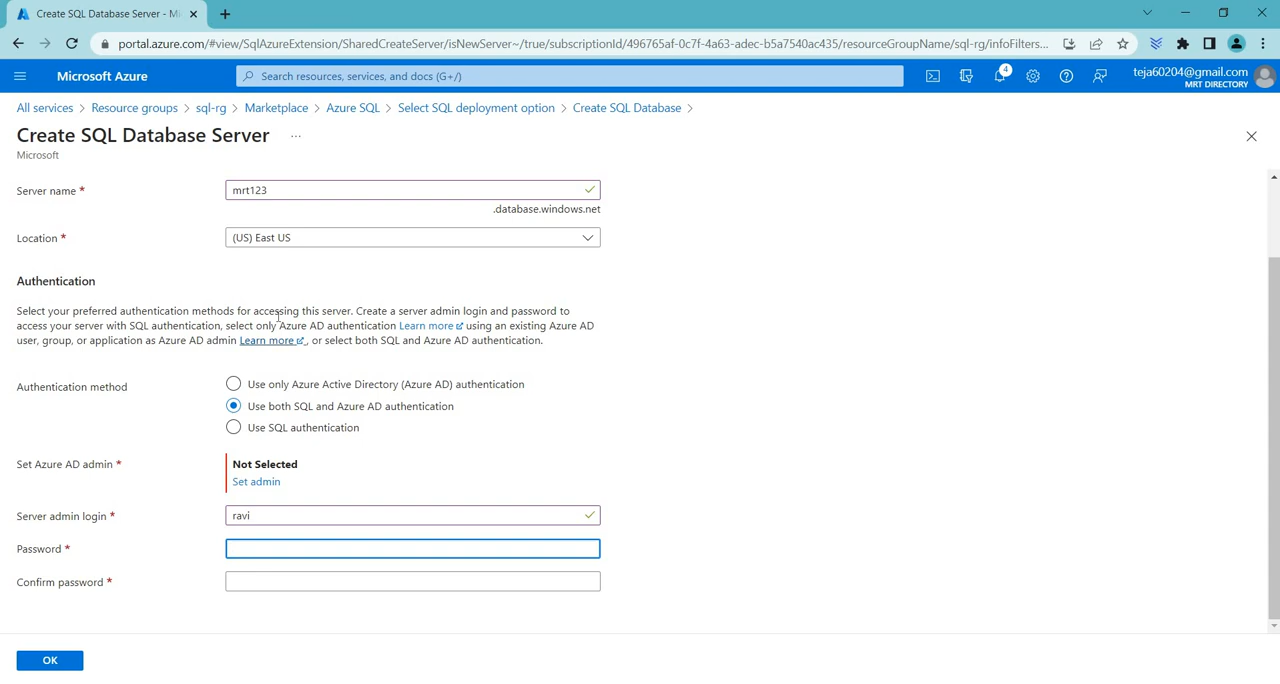 Create SQL Database Server - Mi
portal.azure.com/#view/SqlAzureExtension/SharedCreateServer/isNewServer~/true/subscriptionId/496765af-0c7f-4a63-adec-b5a7540ac435/resourceGroupName/sql-rg/infoFilters...
Microsoft Azure
Search resources, services, and docs (G+/)
4
teja60204@gmail.com
MRT DIRECTORY
All services > Resource groups > sql-rg > Marketplace > Azure SQL > Select SQL deployment option > Create SQL Database >
Create SQL Database Server ...
Microsoft
Server name * mrt123
.database.windows.net
Location * (US) East US
Authentication
Select your preferred authentication methods for accessing this server. Create a server admin login and password to
access your server with SQL authentication, select only Azure AD authentication Learn more using an existing Azure AD
user, group, or application as Azure AD admin Learn more , or select both SQL and Azure AD authentication.
Authentication method
Use only Azure Active Directory (Azure AD) authentication
Use both SQL and Azure AD authentication
Use SQL authentication
Set Azure AD admin * Not Selected
Set admin
Server admin login * ravi
Password *
Confirm password *
OK